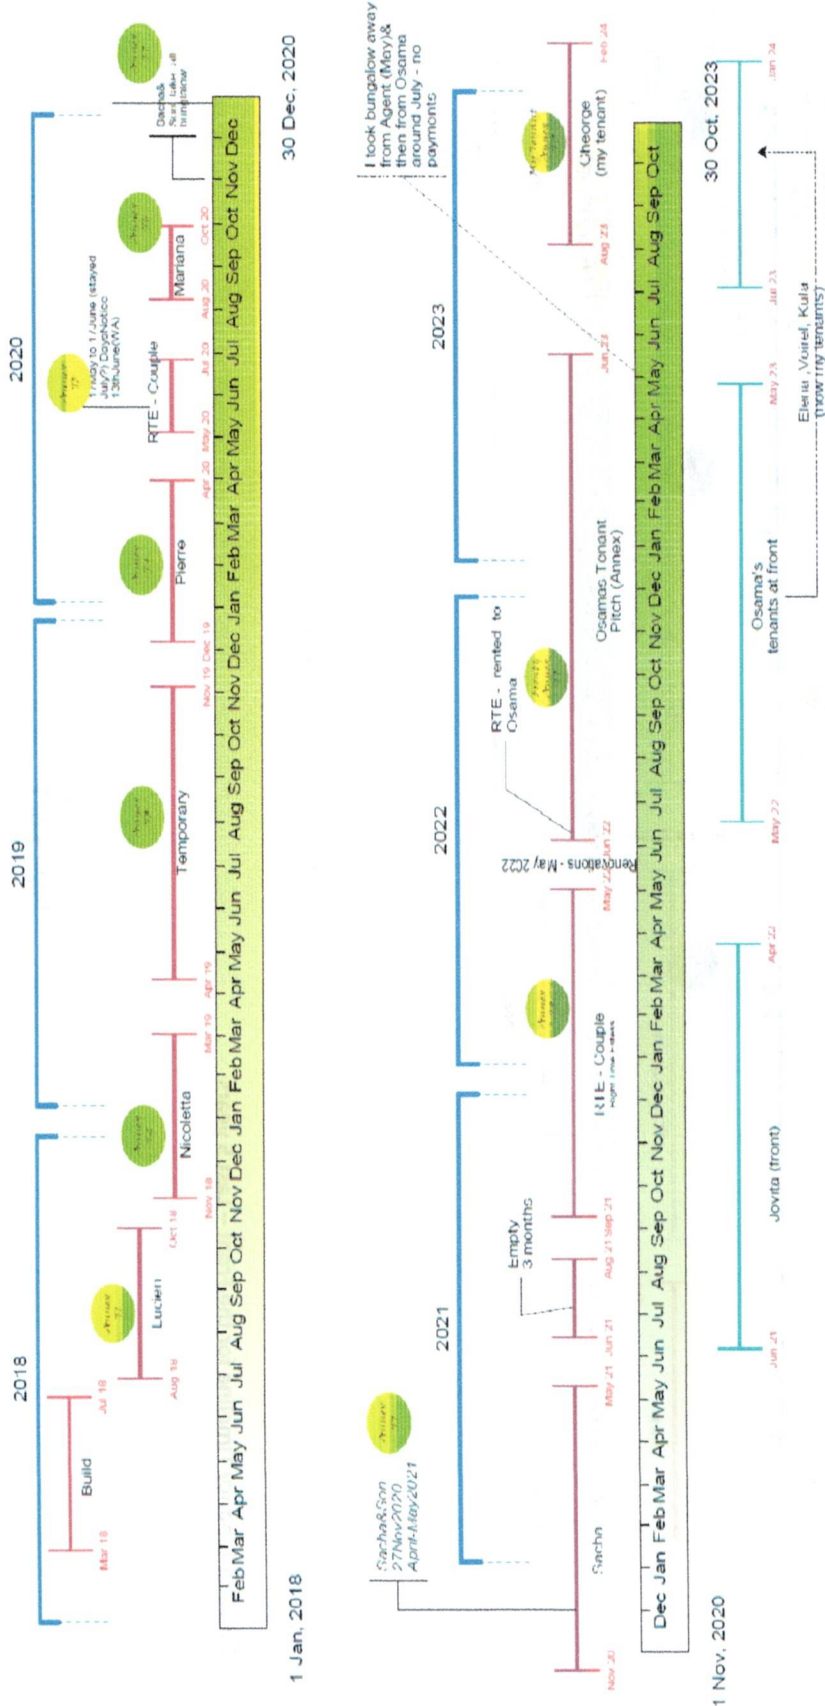 2018
2019
2020
Build
Mar 18
Jul 18
Lucien
Aug 18
Oct 18
Nicoletta
Nov 18
Mar 19
Temporary
Apr 19
Nov 19
Pierre
Dec 19
Apr 20
17May to 17June (stayed
July?) DaysNotice
13thJune(WA)
RTE - Couple
May 20
Jul 20
Mariana
Aug 20
Oct 20
Feb Mar Apr May Jun Jul Aug Sep Oct Nov Dec Jan Feb Mar Apr May Jun Jul Aug Sep Oct Nov Dec Jan Feb Mar Apr May Jun Jul Aug Sep Oct Nov Dec
1 Jan, 2018
30 Dec, 2020
Sacha&Son
27Nov2020
April-May2021
2021
2022
2023
I took bungalow away
from Agent (May)&
then from Osama
around July - no
payments
Sacha
Nov 20
May 21
Empty
3 months
Jun 21
Aug 21
RTE - Couple
Sep 21
May 22
Renovations - May 2022
RTE - rented to
Osama
Osamas Tenant
Pitch (Annex)
Jun 22
Jun 23
Gheorge
(my tenant)
Aug 23
Feb 24
Dec Jan Feb Mar Apr May Jun Jul Aug Sep Oct Nov Dec Jan Feb Mar Apr May Jun Jul Aug Sep Oct Nov Dec Jan Feb Mar Apr May Jun Jul Aug Sep Oct
1 Nov, 2020
30 Oct, 2023
Jovita (front)
Jun 21
Apr 22
Osama's
tenants at front
May 22
May 23
Jul 23
Jan 24
Elena, Voirel, Kula
(now my tenants)